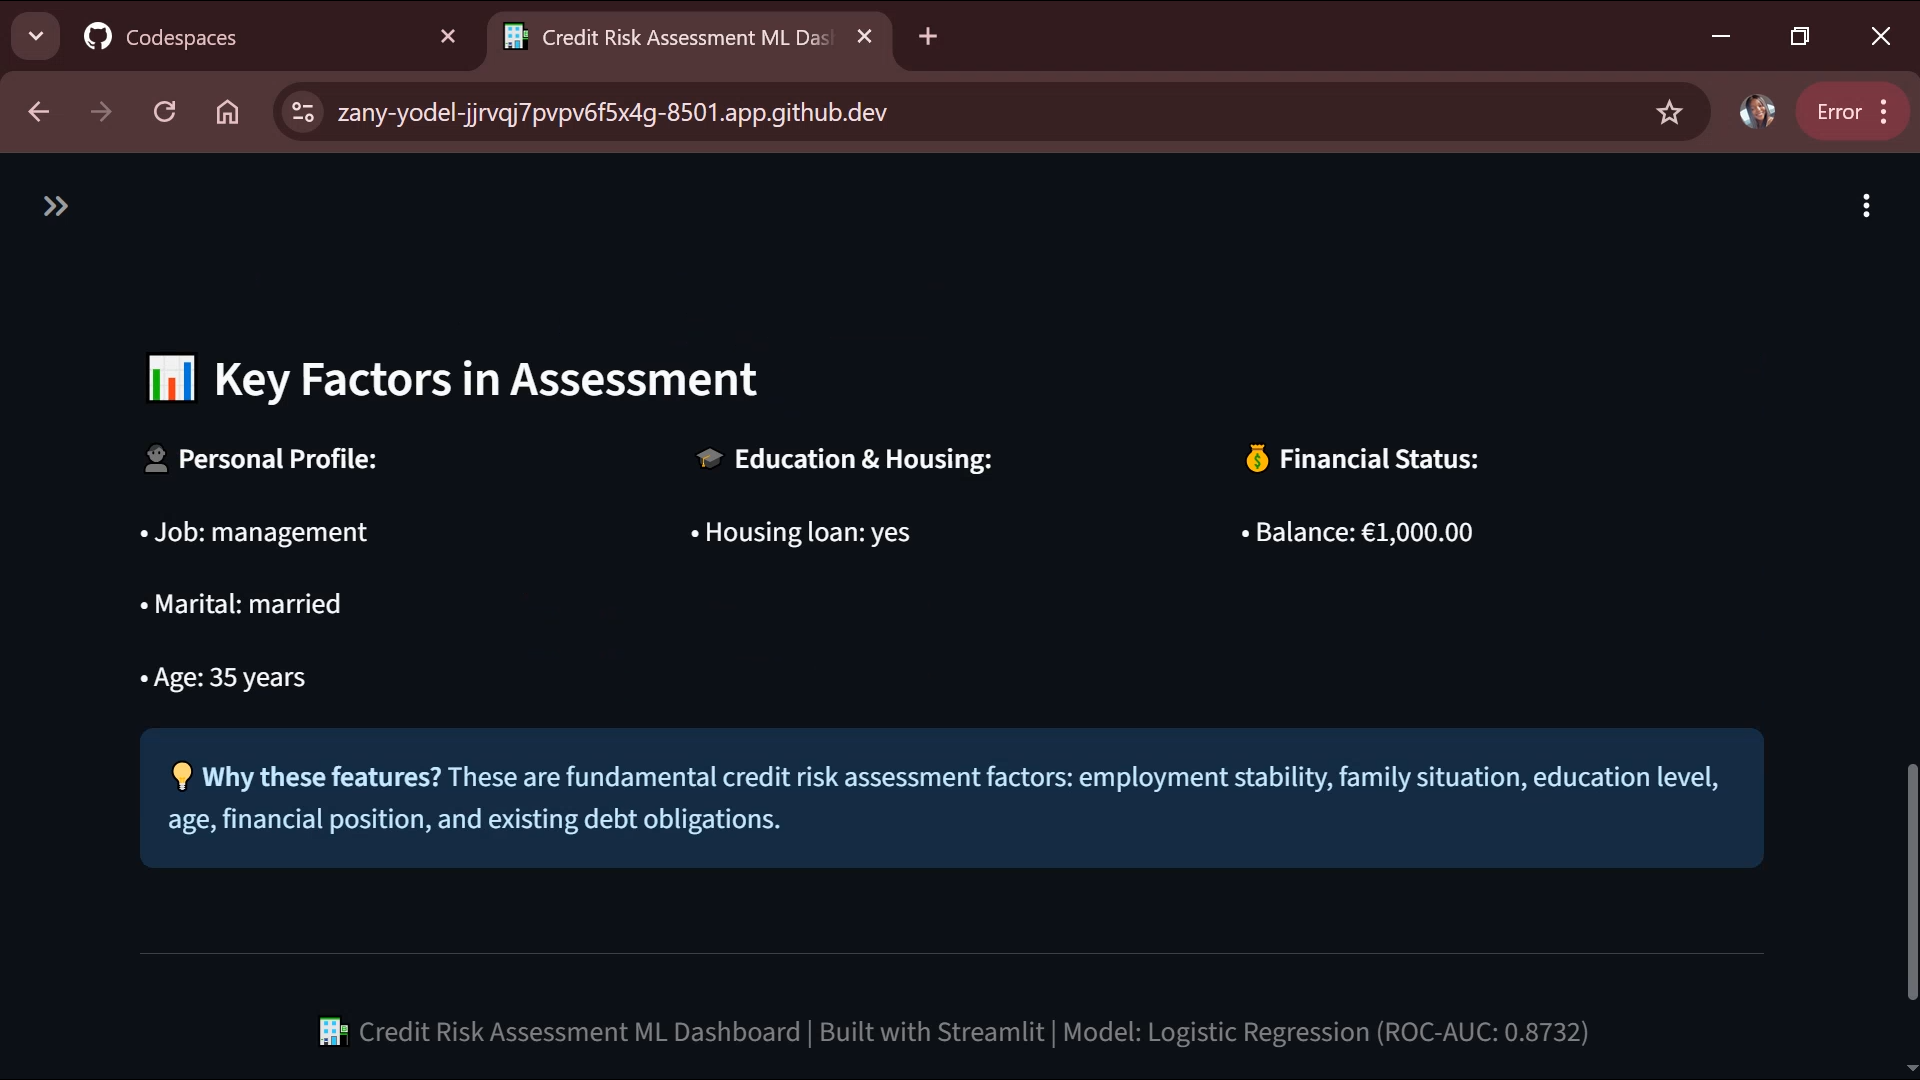 Codespaces
Credit Risk Assessment ML Das
zany-yodel-jjrvqj7pvpv6f5x4g-8501.app.github.dev
Error
Key Factors in Assessment
Personal Profile:
• Job: management
• Marital: married
• Age: 35 years
Education & Housing:
• Housing loan: yes
Financial Status:
• Balance: €1,000.00
Why these features? These are fundamental credit risk assessment factors: employment stability, family situation, education level,
age, financial position, and existing debt obligations.
Credit Risk Assessment ML Dashboard | Built with Streamlit | Model: Logistic Regression (ROC-AUC: 0.8732)